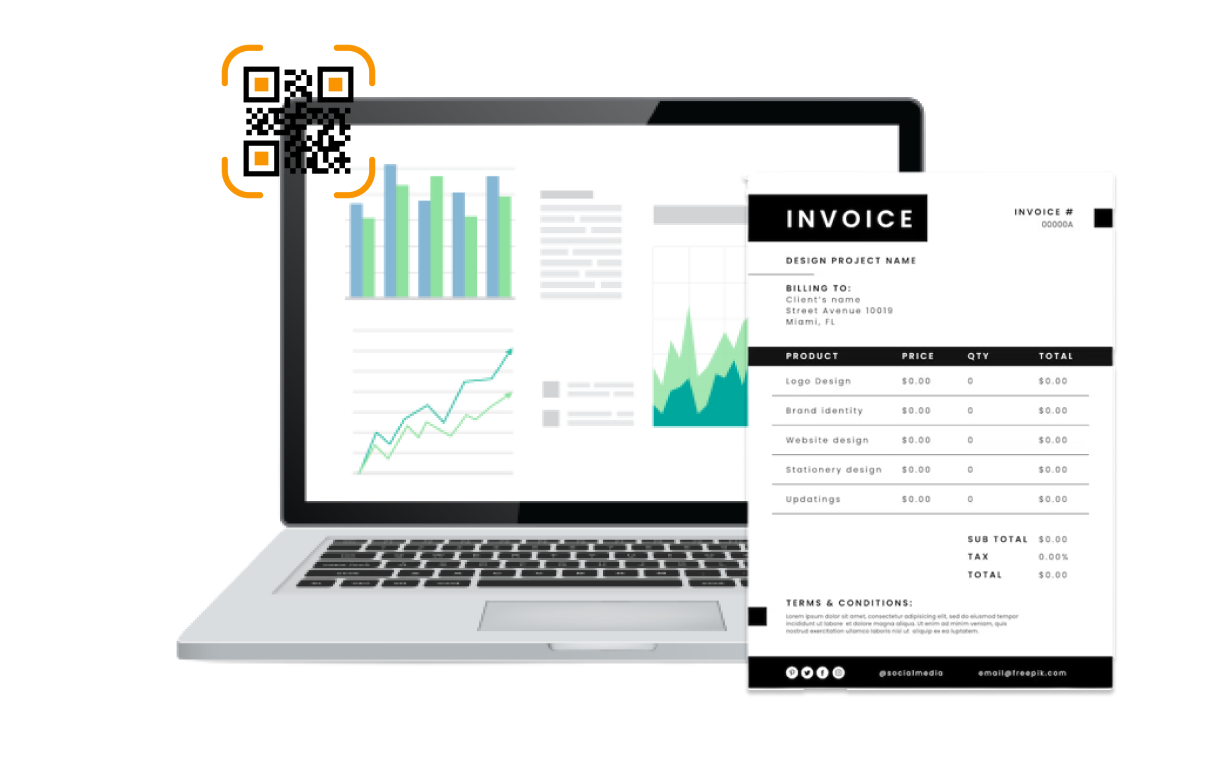 INVOICE
INVOICE #
00000A
DESIGN PROJECT NAME
BILLING TO:
Client's name
Street Avenue 10019
Miami, FL
PRODUCT PRICE QTY TOTAL
Logo Design $0.00 0 $0.00
Brand identity $0.00 0 $0.00
Website design $0.00 0 $0.00
Stationery design $0.00 0 $0.00
Updatings $0.00 0 $0.00
SUB TOTAL $0.00
TAX 0.00%
TOTAL $0.00
TERMS & CONDITIONS:
Lorem ipsum dolor sit amet, consectetur adipisicing elit, sed do eiusmod tempor
incididunt ut labore et dolore magna aliqua. Ut enim ad minim veniam, quis
nostrud exercitation utamco laboris nisi ut aliquip ex ea luptatem.
@socialmedia email@freepik.com